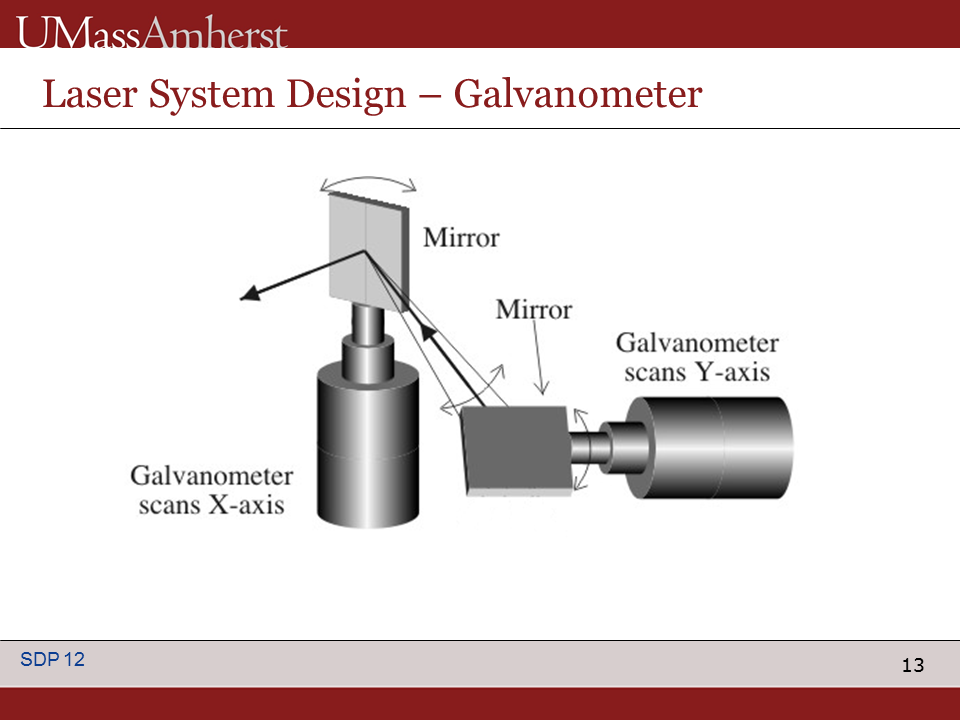 UMassAmherst
Laser System Design – Galvanometer
Mirror
Mirror
Galvanometer
scans Y-axis
Galvanometer
scans X-axis
SDP 12
13